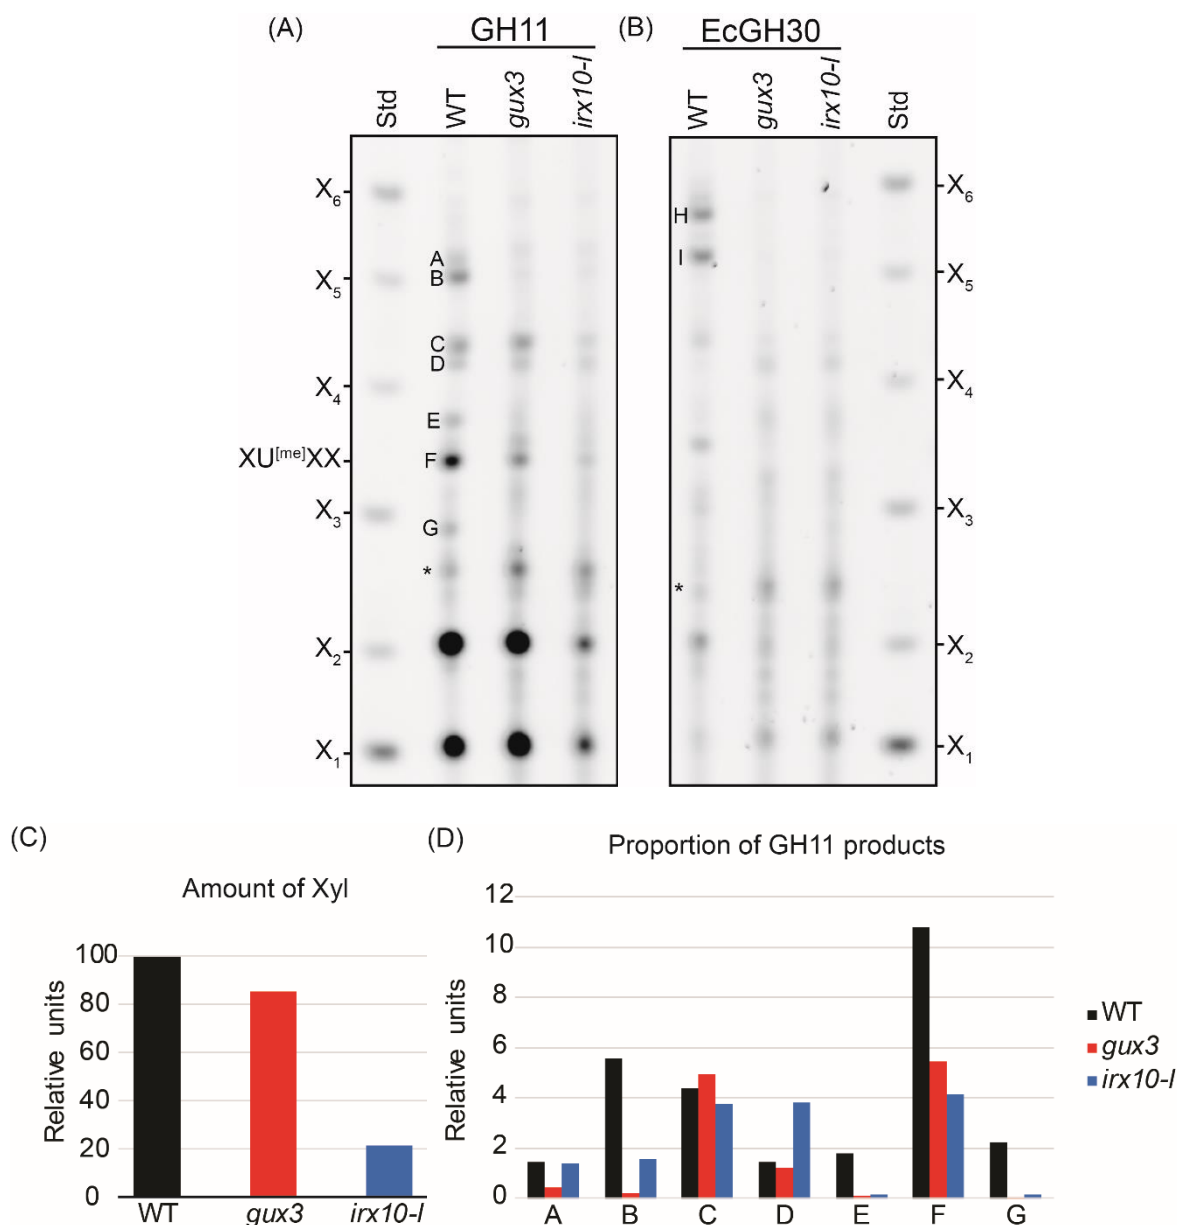 (A) GH11 (B) EcGH30
Std WT gux3 irx10-l WT gux3 irx10-l Std
X6 X6
H
A I
B
X5 X5
C
D
X4 X4
E
XU[me]XX F
X3 X3
G
* *
X2 X2
X1 X1
(C) (D) Proportion of GH11 products
Amount of Xyl
Relative units
100
80
60
40
20
0
WT gux3 irx10-l
Relative units
12
10
8
6
4
2
0
A B C D E F G
WT
gux3
irx10-l